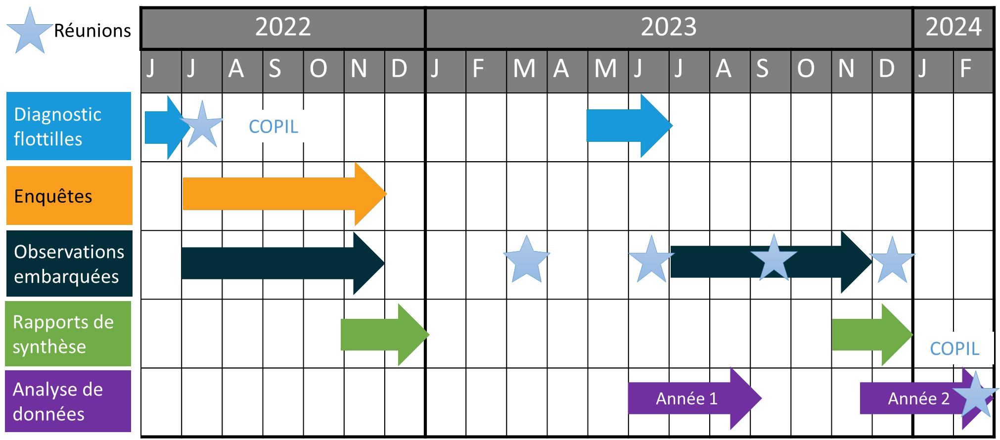 Réunions
2022 2023 2024
J J A S O N D J F M A M J J A S O N D J F
Diagnostic
flottilles
COPIL
Enquêtes
Observations
embarquées
Rapports de
synthèse
COPIL
Analyse de
données
Année 1
Année 2